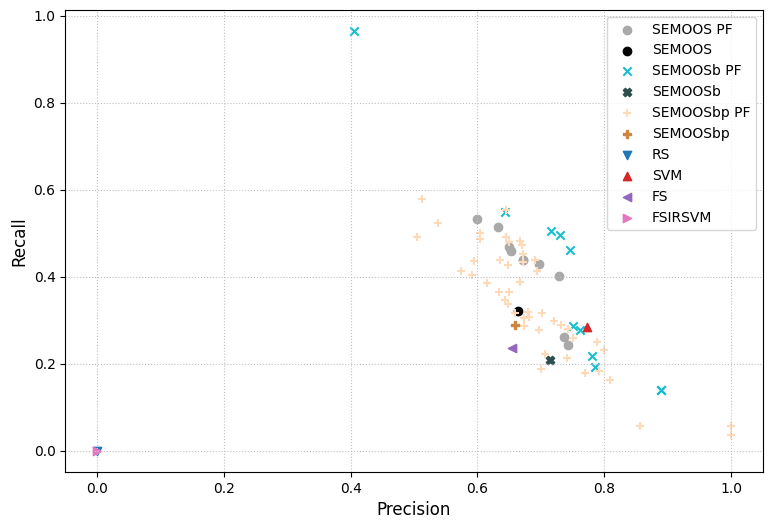 1.0
0.8
0.6
0.4
0.2
0.0
Recall
0.0 0.2 0.4 0.6 0.8 1.0
Precision
SEMOOS PF
SEMOOS
SEMOOSb PF
SEMOOSb
SEMOOSbp PF
SEMOOSbp
RS
SVM
FS
FSIRSVM